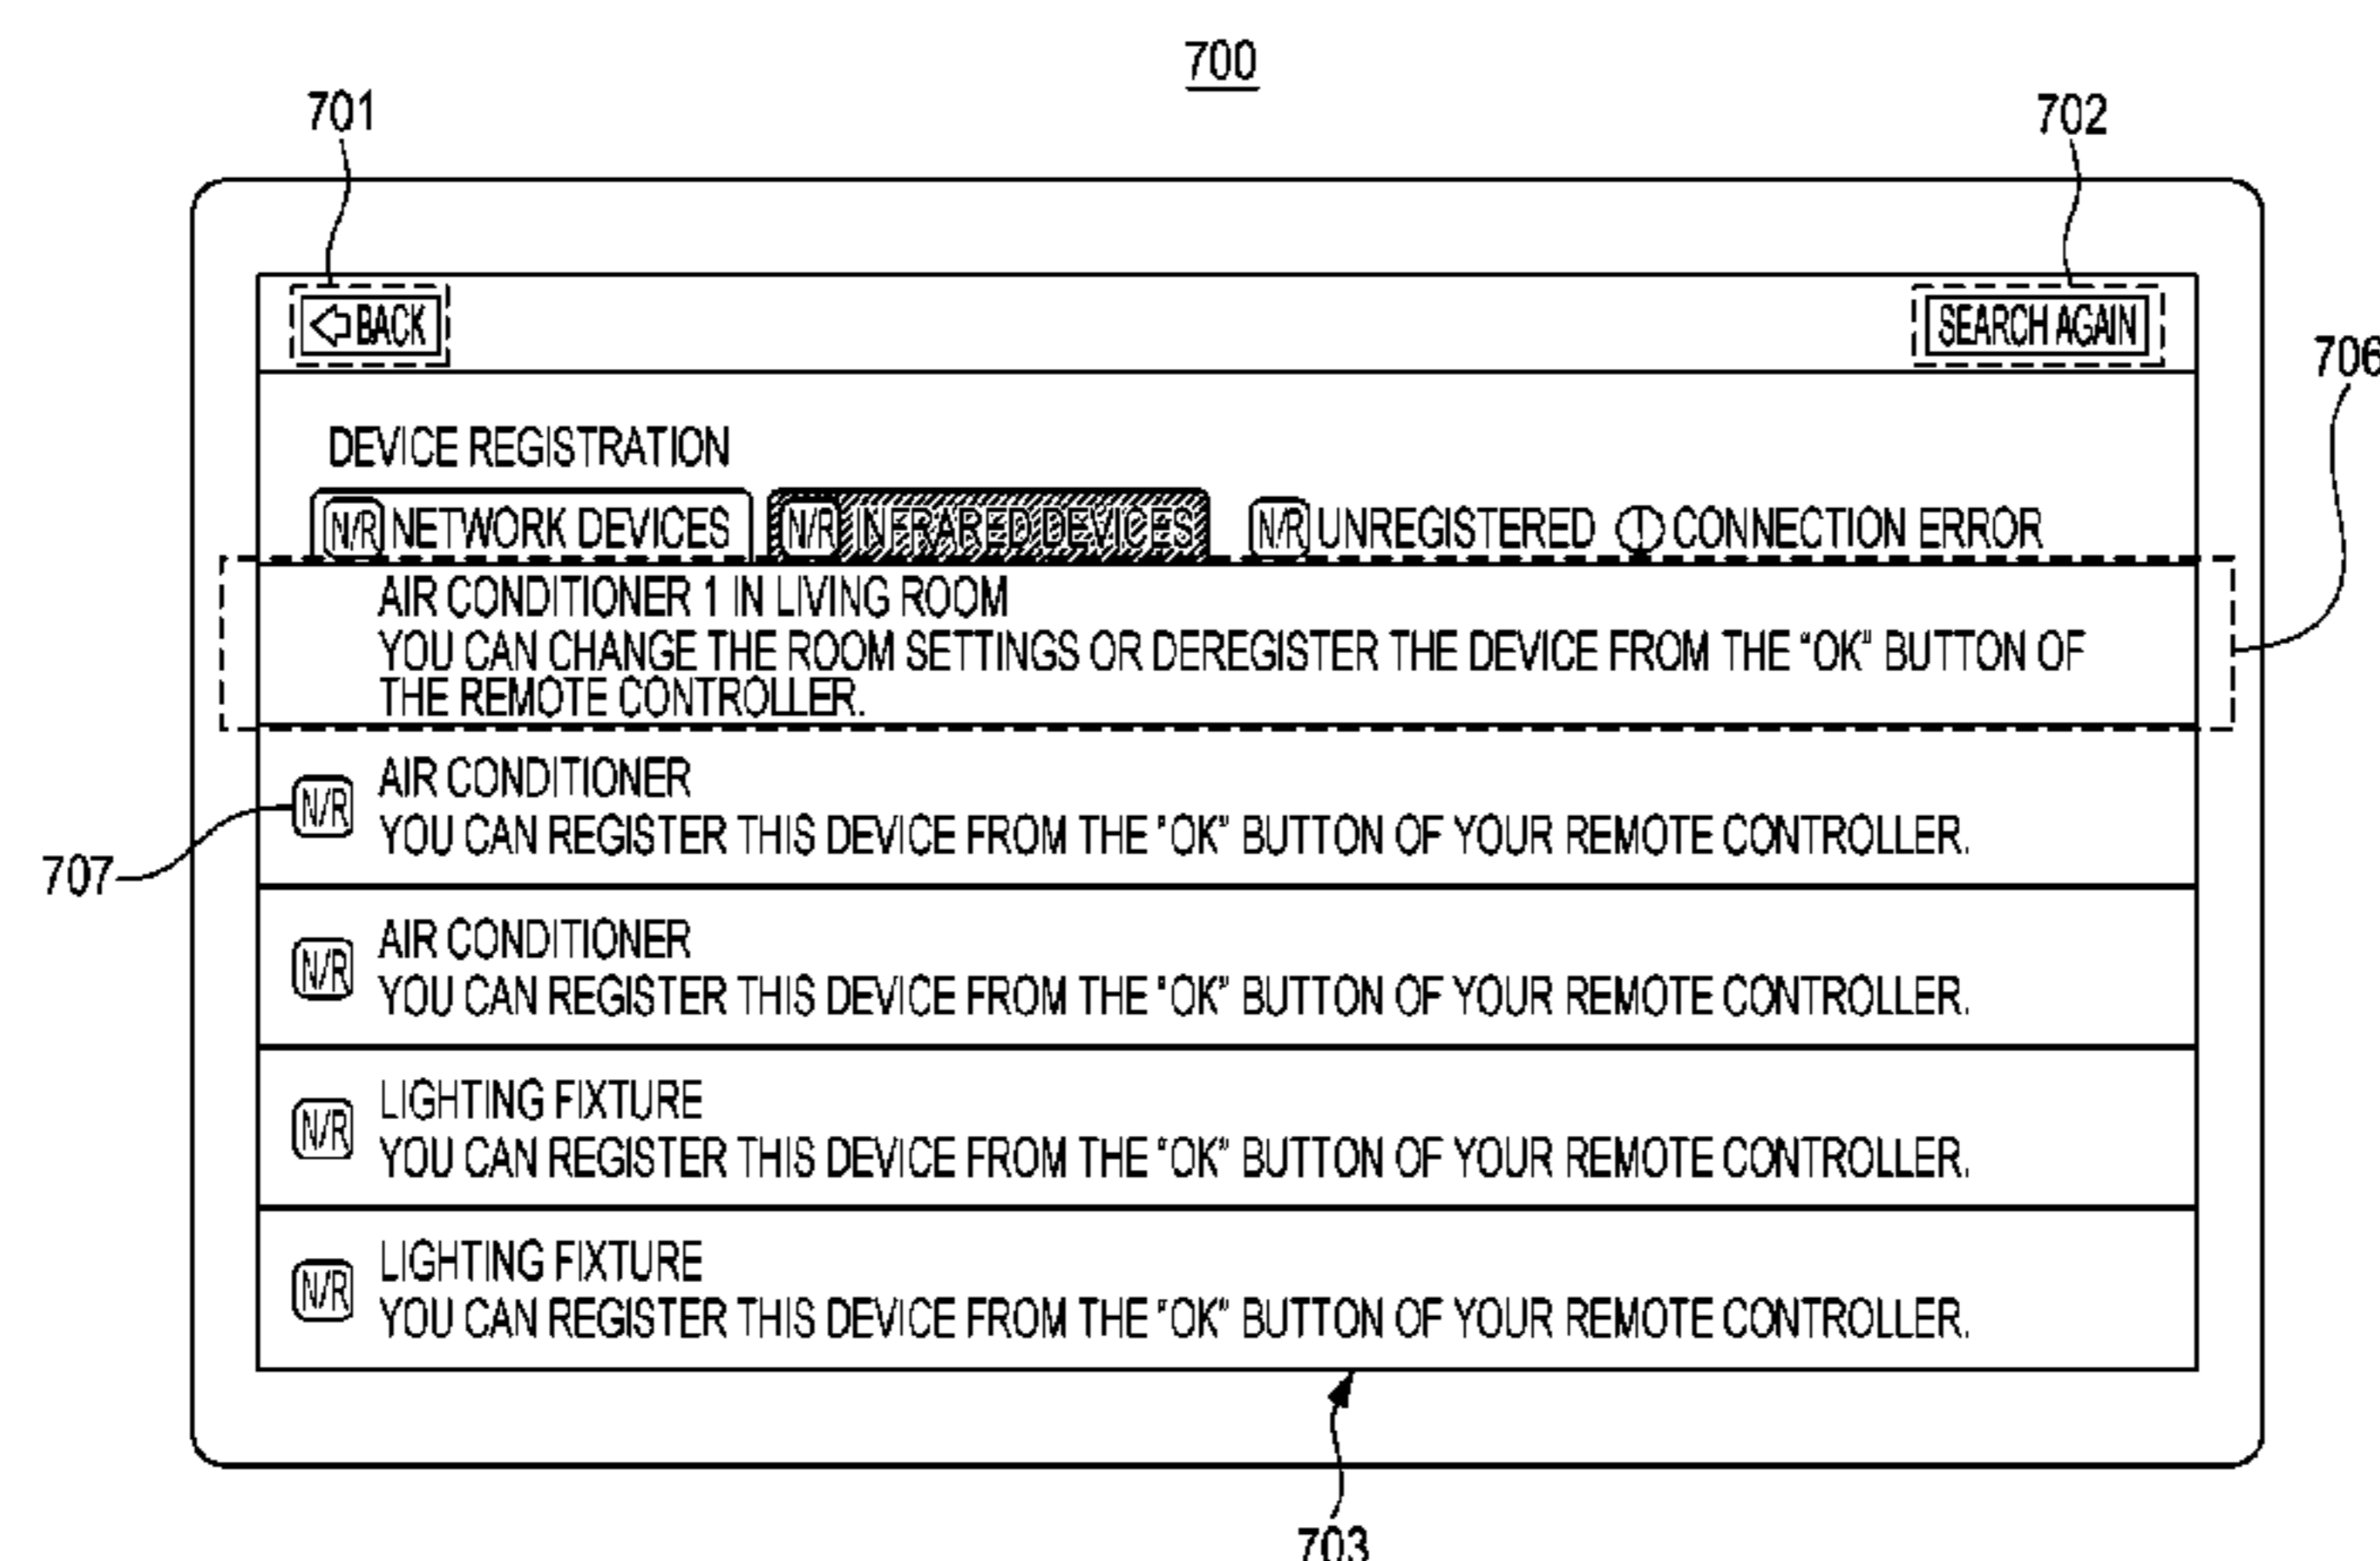 700
701
702
BACK
SEARCH AGAIN
706
DEVICE REGISTRATION
N/R NETWORK DEVICES N/R INFRARED DEVICES N/R UNREGISTERED ! CONNECTION ERROR
AIR CONDITIONER 1 IN LIVING ROOM
YOU CAN CHANGE THE ROOM SETTINGS OR DEREGISTER THE DEVICE FROM THE "OK" BUTTON OF
THE REMOTE CONTROLLER.
AIR CONDITIONER
N/R
YOU CAN REGISTER THIS DEVICE FROM THE "OK" BUTTON OF YOUR REMOTE CONTROLLER.
707
AIR CONDITIONER
N/R
YOU CAN REGISTER THIS DEVICE FROM THE "OK" BUTTON OF YOUR REMOTE CONTROLLER.
LIGHTING FIXTURE
N/R
YOU CAN REGISTER THIS DEVICE FROM THE "OK" BUTTON OF YOUR REMOTE CONTROLLER.
LIGHTING FIXTURE
N/R
YOU CAN REGISTER THIS DEVICE FROM THE "OK" BUTTON OF YOUR REMOTE CONTROLLER.
703